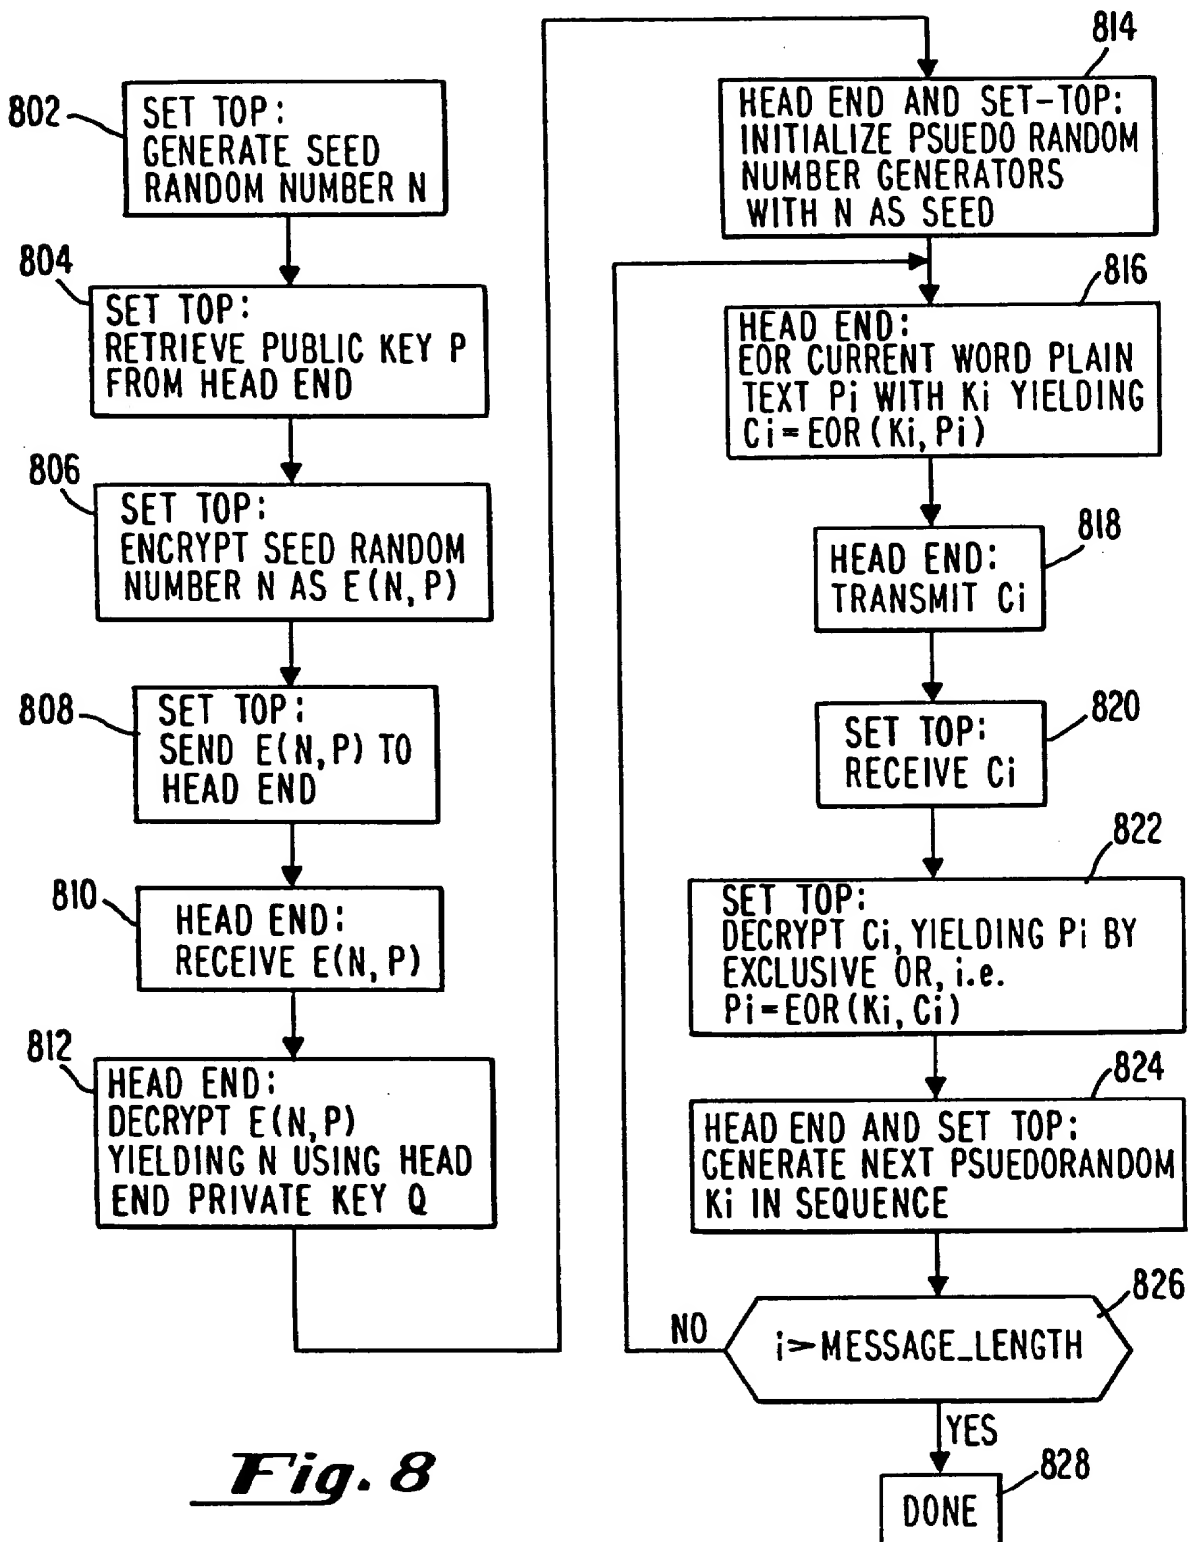 802
SET TOP:
GENERATE SEED
RANDOM NUMBER N
804
SET TOP:
RETRIEVE PUBLIC KEY P
FROM HEAD END
806
SET TOP:
ENCRYPT SEED RANDOM
NUMBER N AS E(N, P)
808
SET TOP:
SEND E(N, P) TO
HEAD END
810
HEAD END:
RECEIVE E(N, P)
812
HEAD END:
DECRYPT E(N, P)
YIELDING N USING HEAD
END PRIVATE KEY Q
814
HEAD END AND SET-TOP:
INITIALIZE PSUEDO RANDOM
NUMBER GENERATORS
WITH N AS SEED
816
HEAD END:
EOR CURRENT WORD PLAIN
TEXT Pi WITH Ki YIELDING
Ci=EOR(Ki, Pi)
818
HEAD END:
TRANSMIT Ci
820
SET TOP:
RECEIVE Ci
822
SET TOP:
DECRYPT Ci, YIELDING Pi BY
EXCLUSIVE OR, i.e.
Pi=EOR(Ki, Ci)
824
HEAD END AND SET TOP:
GENERATE NEXT PSUEDORANDOM
Ki IN SEQUENCE
826
i>MESSAGE_LENGTH
NO
YES
828
DONE
Fig. 8